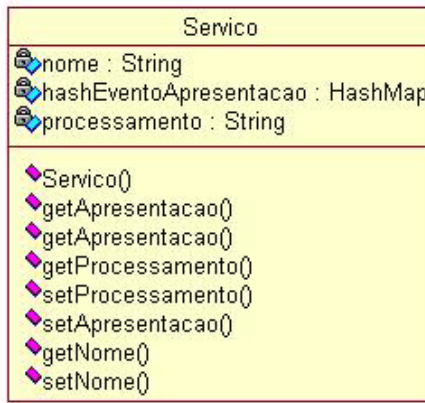 Servico
nome : String
hashEventoApresentacao : HashMap
processamento : String
Servico()
getApresentacao()
getApresentacao()
getProcessamento()
setProcessamento()
setApresentacao()
getNome()
setNome()